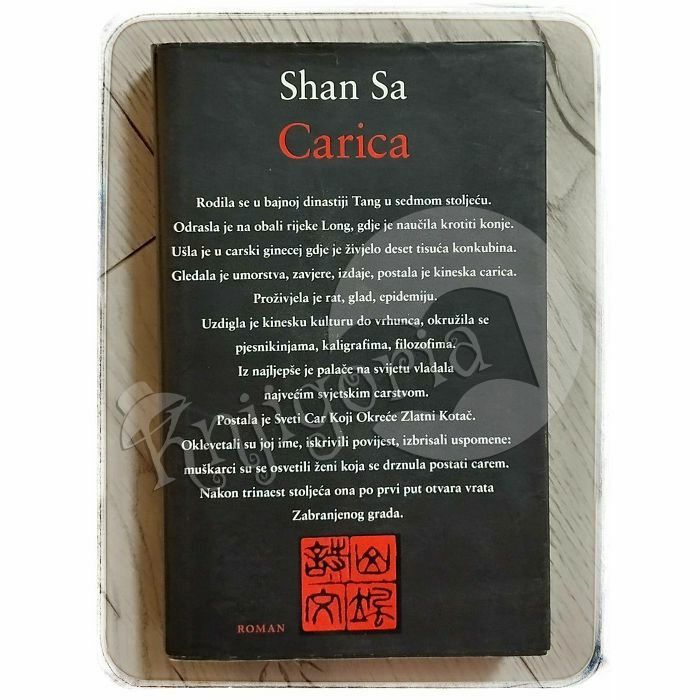 Shan Sa
Carica
Rodila se u bajnoj dinastiji Tang u sedmom stoljeću.
Odrasla je na obali rijeke Long, gdje je naučila krotiti konje.
Ušla je u carski ginecej gdje je živjelo deset tisuća konkubina.
Gledala je umorstva, zavjere, izdaje, postala je kineska carica.
Proživjela je rat, glad, epidemiju.
Uzdigla je kinesku kulturu do vrhunca, okružila se
pjesnikinjama, kaligrafima, filozofima.
Iz najljepše je palače na svijetu vladala
najvećim svjetskim carstvom.
Postala je Sveti Car Koji Okreće Zlatni Kotač.
Oklevetali su joj ime, iskrivili povijest, izbrisali uspomene:
muškarci su se osvetili ženi koja se drznula postati carem.
Nakon trinaest stoljeća ona po prvi put otvara vrata
Zabranjenog grada.
ROMAN
Knjigoria